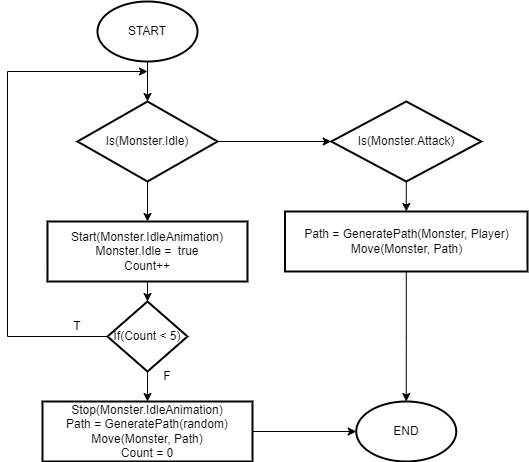 START
Is(Monster.Idle)
Is(Monster.Attack)
Start(Monster.IdleAnimation)
Monster.Idle = true
Count++
Path = GeneratePath(Monster, Player)
Move(Monster, Path)
T
If(Count < 5)
F
Stop(Monster.IdleAnimation)
Path = GeneratePath(random)
Move(Monster, Path)
Count = 0
END